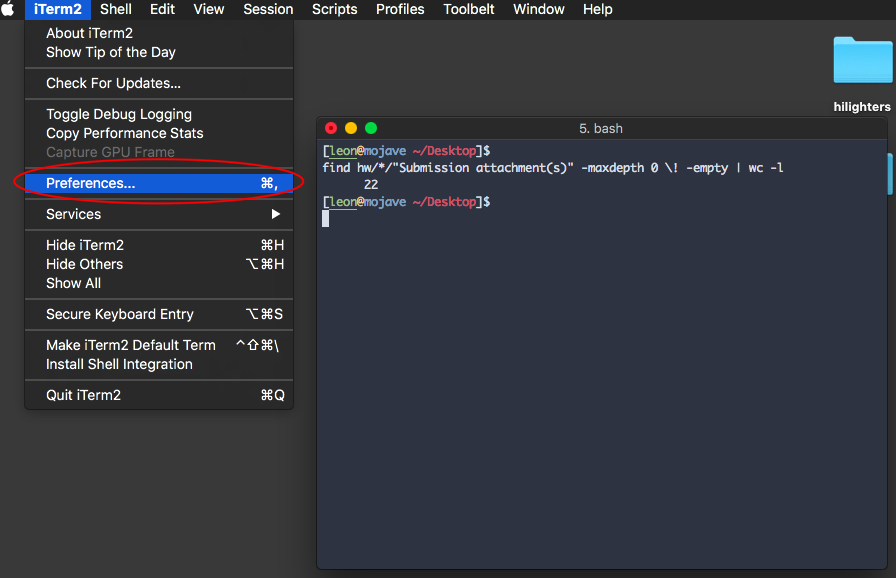 iTerm2 Shell Edit View Session Scripts Profiles Toolbelt Window Help
About iTerm2
Show Tip of the Day
Check For Updates...
Toggle Debug Logging
Copy Performance Stats
Capture GPU Frame
Preferences... ⌘,
Services ▶
Hide iTerm2 ⌘H
Hide Others ⌥⌘H
Show All
Secure Keyboard Entry ⌥⌘S
Make iTerm2 Default Term ^⇧⌘\
Install Shell Integration
Quit iTerm2 ⌘Q
hilighters
5. bash
[leon@mojave ~/Desktop]$
find hw/*/"Submission attachment(s)" -maxdepth 0 \! -empty | wc -l
22
[leon@mojave ~/Desktop]$